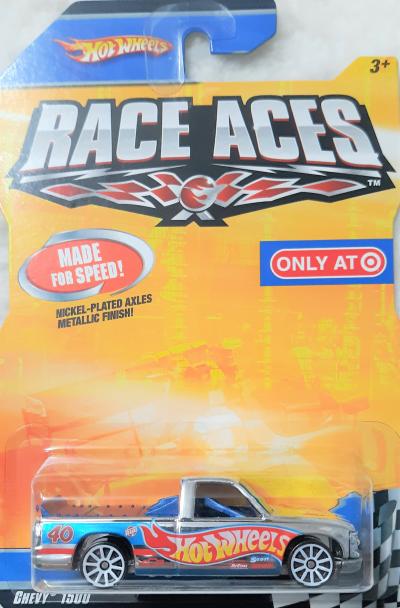 Hot Wheels
3+
RACE ACES
TM
MADE
FOR SPEED!
ONLY AT
NICKEL-PLATED AXLES
METALLIC FINISH!
40
HOT WHEELS
CHEVY 1500